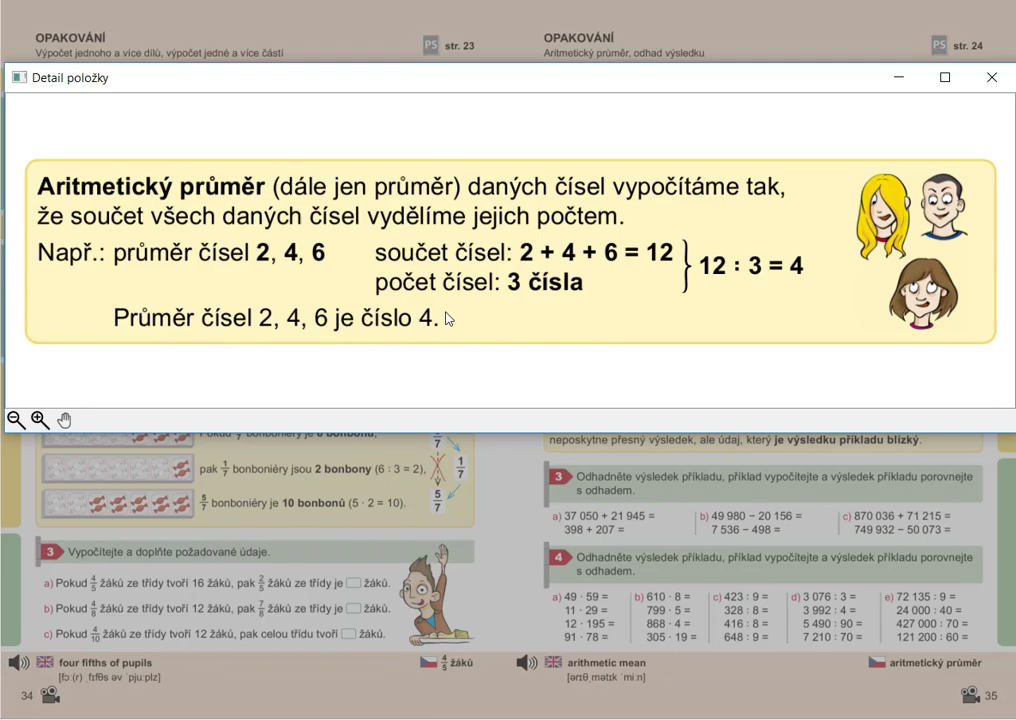 OPAKOVÁNÍ
Výpočet jednoho a více dílů, výpočet jedné a více částí
PS str. 23
OPAKOVÁNÍ
Aritmetický průměr, odhad výsledku
PS str. 24
Detail položky
Aritmetický průměr (dále jen průměr) daných čísel vypočítáme tak,
že součet všech daných čísel vydělíme jejich počtem.
Např.: průměr čísel 2, 4, 6 součet čísel: 2 + 4 + 6 = 12
počet čísel: 3 čísla
12 : 3 = 4
Průměr čísel 2, 4, 6 je číslo 4.
pak 1/7 bonboniéry jsou 2 bonbony (6 : 3 = 2),
5/7 bonboniéry je 10 bonbonů (5 · 2 = 10).
7
1/7
5/7
3 Vypočítejte a doplňte požadované údaje.
a) Pokud 4/5 žáků ze třídy tvoří 16 žáků, pak 2/5 žáků ze třídy je žáků.
b) Pokud 4/8 žáků ze třídy tvoří 12 žáků, pak 7/8 žáků ze třídy je žáků.
c) Pokud 4/10 žáků ze třídy tvoří 12 žáků, pak celou třídu tvoří žáků.
four fifths of pupils
4/5 žáků
34
neposkytne přesný výsledek, ale údaj, který je výsledku příkladu blízký.
3 Odhadněte výsledek příkladu, příklad vypočítejte a výsledek příkladu porovnejte
s odhadem.
a) 37 050 + 21 945 = b) 49 980 − 20 156 = c) 870 036 + 71 215 =
398 + 207 = 7 536 − 498 = 749 932 − 50 073 =
4 Odhadněte výsledek příkladu, příklad vypočítejte a výsledek příkladu porovnejte
s odhadem.
a) 49 · 59 = b) 610 · 8 = c) 423 : 9 = d) 3 076 : 3 = e) 72 135 : 9 =
11 · 29 = 799 · 5 = 328 : 8 = 3 992 : 4 = 24 000 : 40 =
12 · 195 = 868 · 4 = 416 : 8 = 5 490 : 90 = 427 000 : 70 =
91 · 78 = 305 · 19 = 648 : 9 = 7 210 : 70 = 121 200 : 60 =
arithmetic mean
aritmetický průměr
35